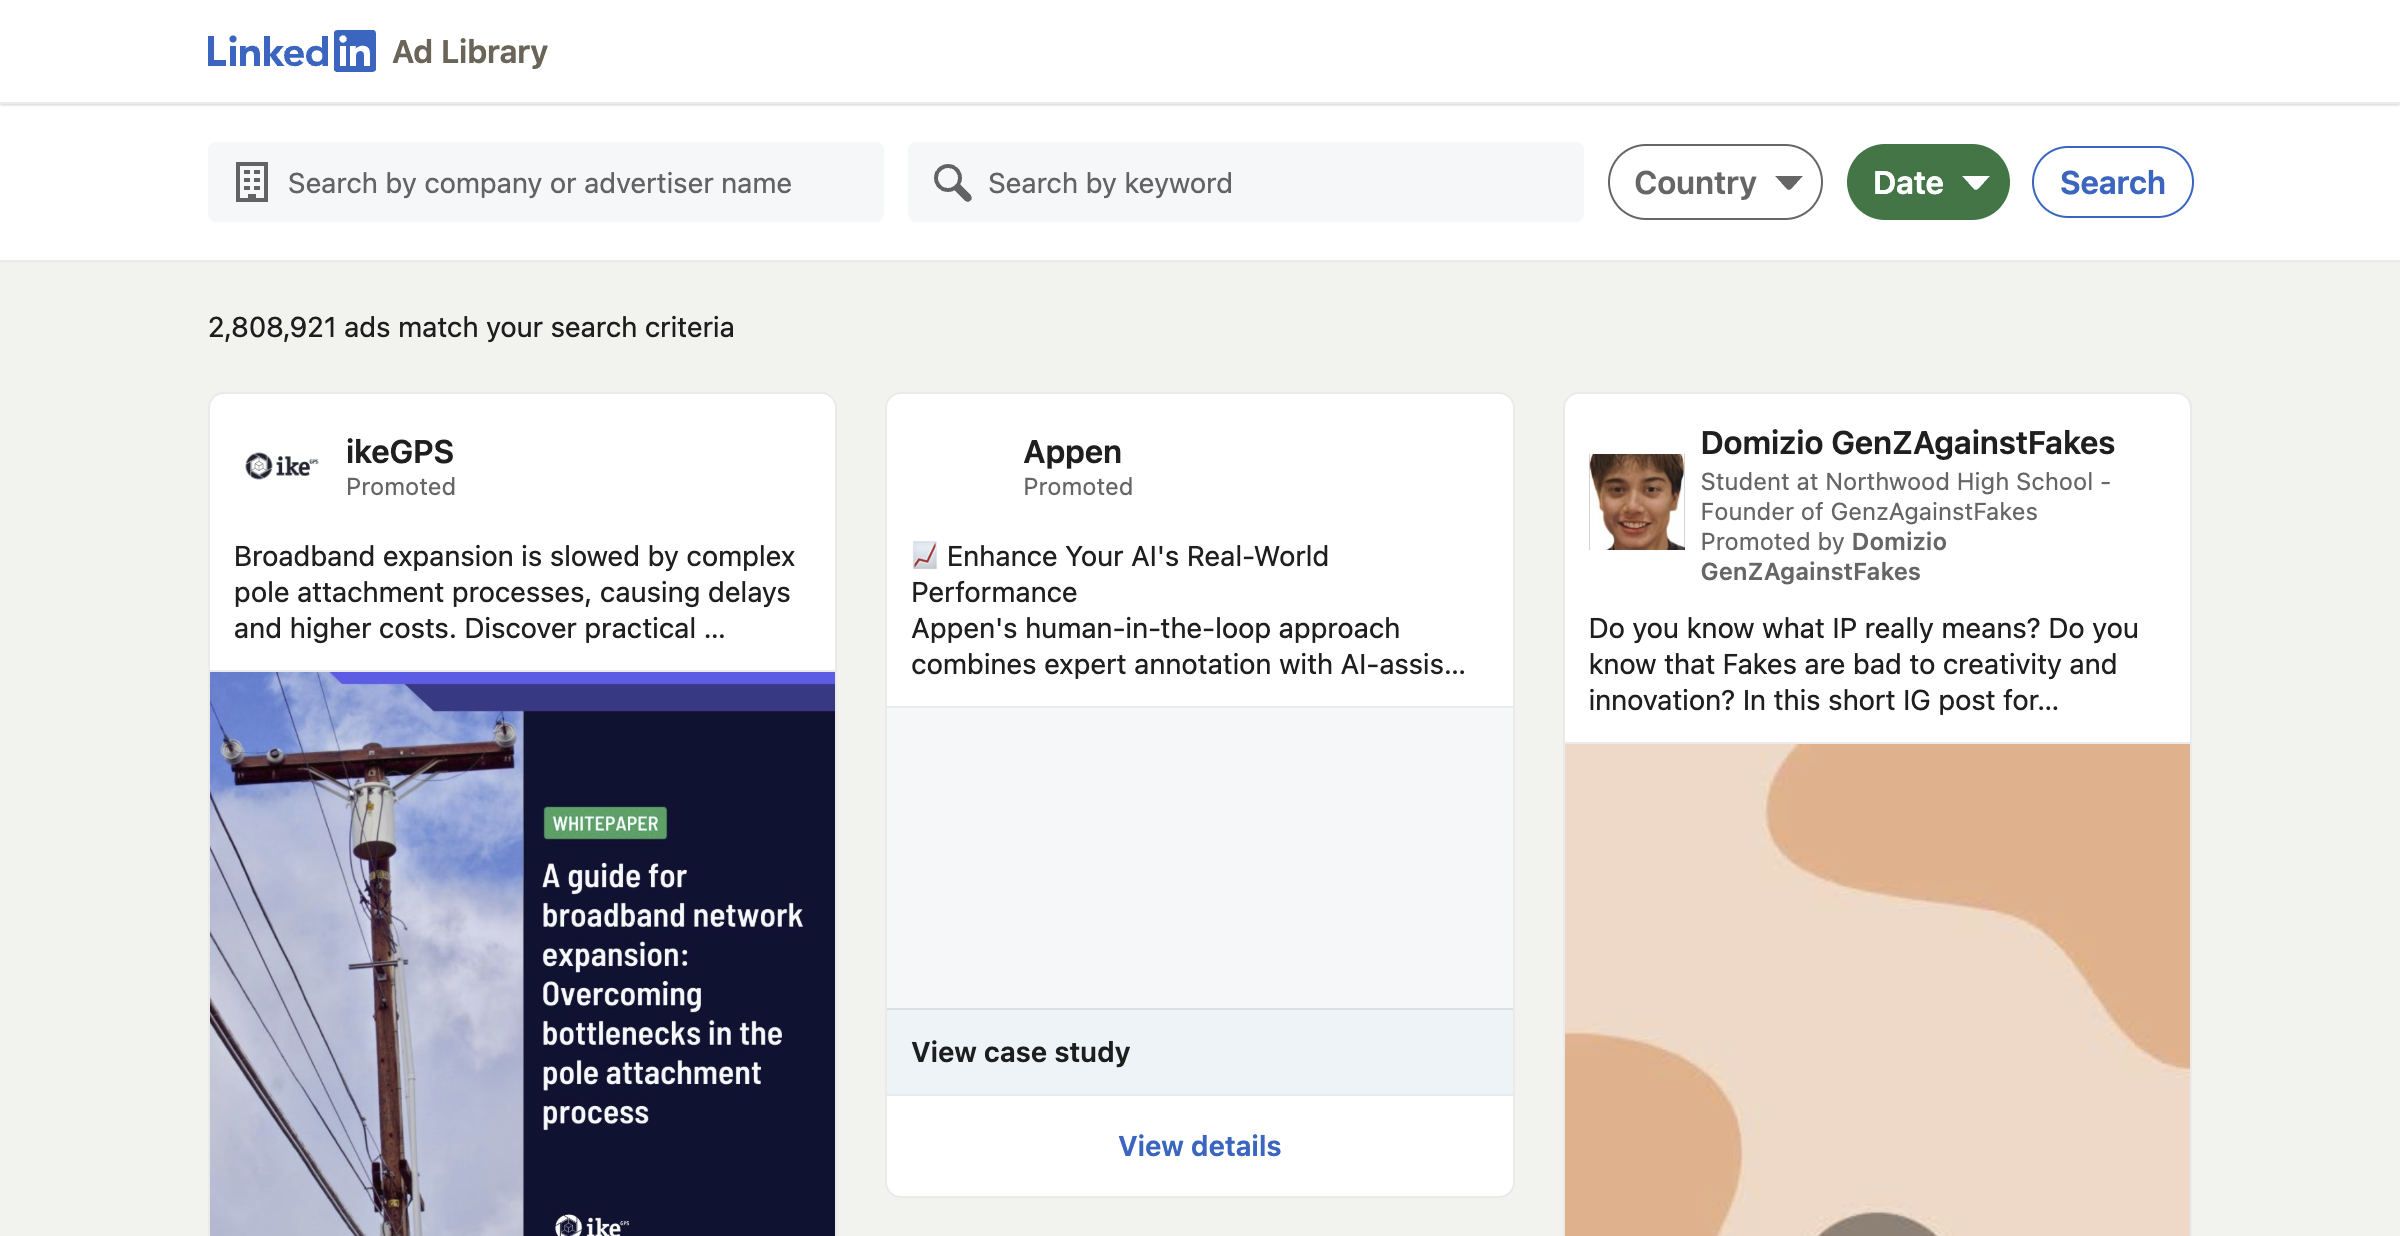 LinkedIn Ad Library
Search by company or advertiser name
Search by keyword
Country
Date
Search
2,808,921 ads match your search criteria
ike GPS
ikeGPS
Promoted
Broadband expansion is slowed by complex
pole attachment processes, causing delays
and higher costs. Discover practical ...
WHITEPAPER
A guide for
broadband network
expansion:
Overcoming
bottlenecks in the
pole attachment
process
ike GPS
Appen
Promoted
📈 Enhance Your AI's Real-World
Performance
Appen's human-in-the-loop approach
combines expert annotation with AI-assis...
View case study
View details
Domizio GenZAgainstFakes
Student at Northwood High School -
Founder of GenzAgainstFakes
Promoted by Domizio
GenZAgainstFakes
Do you know what IP really means? Do you
know that Fakes are bad to creativity and
innovation? In this short IG post for...